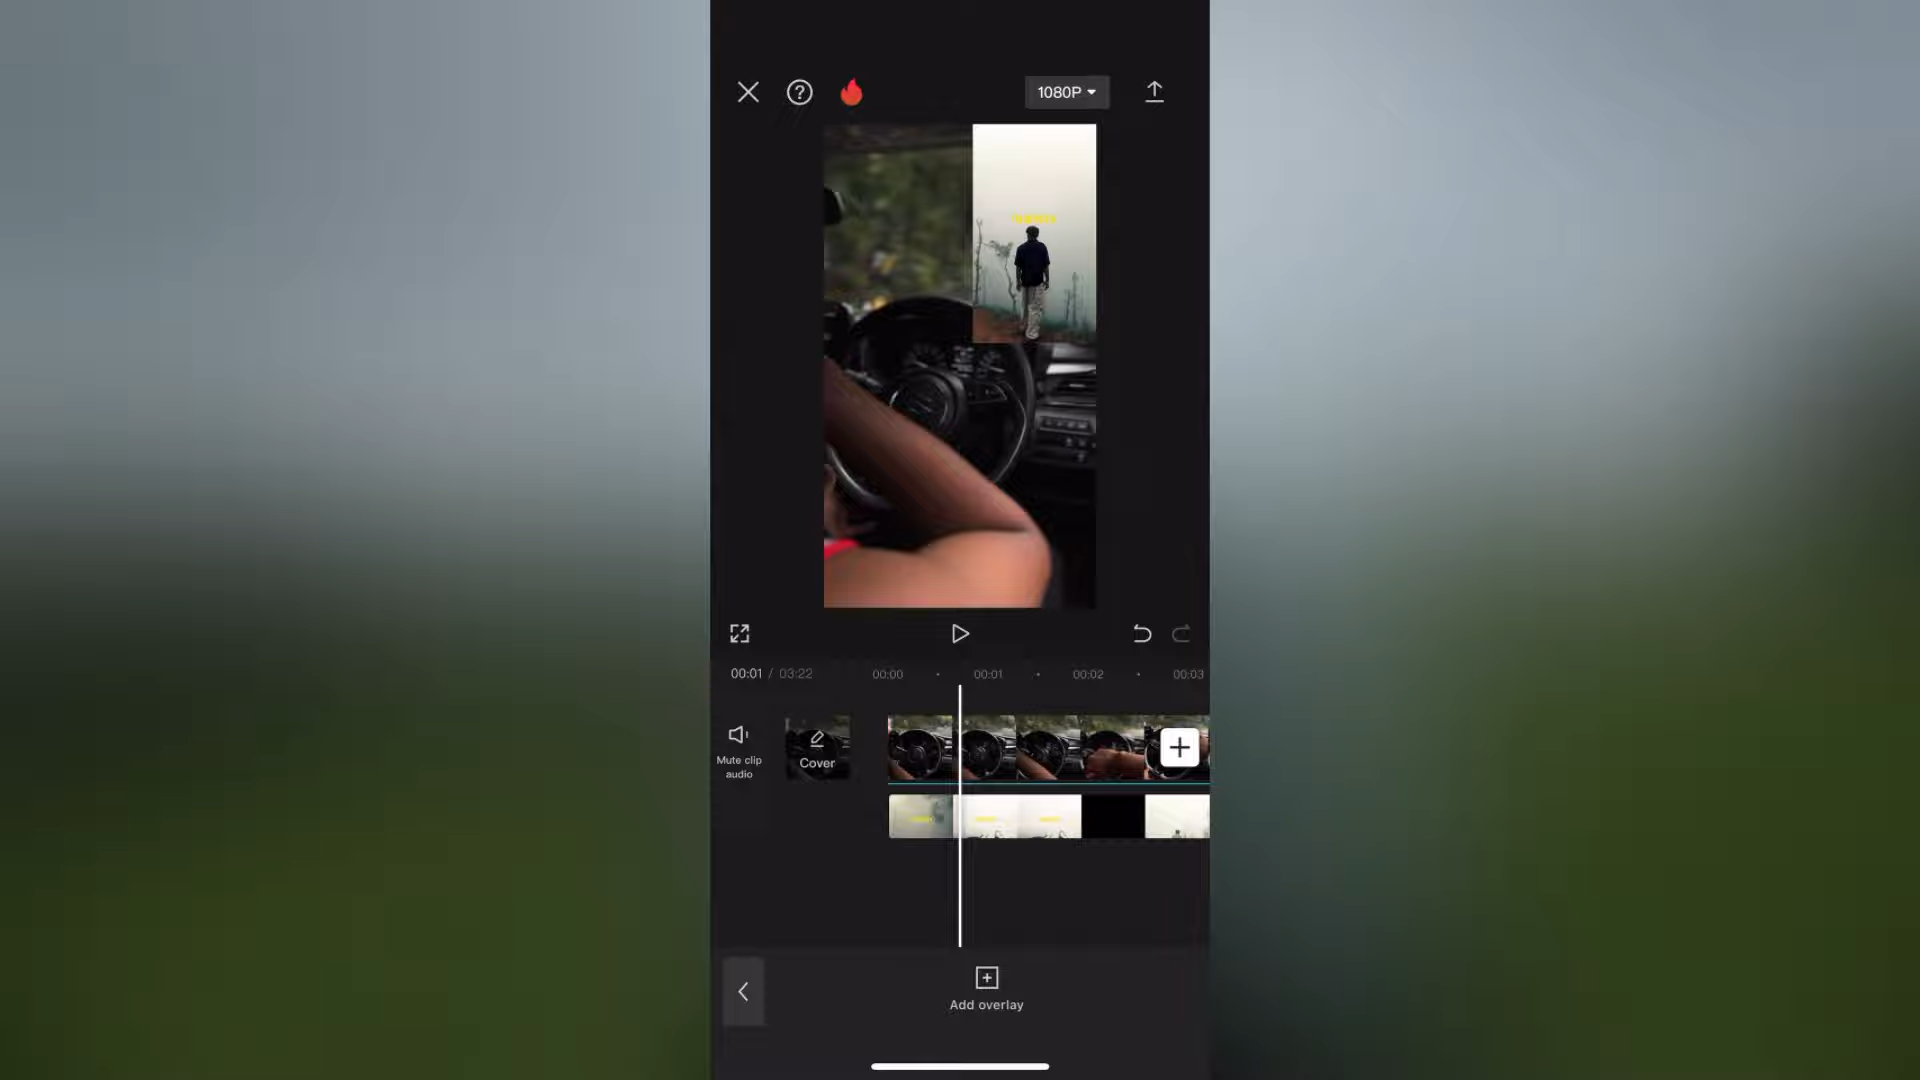 1080P
00:01 / 03:22
00:00
00:01
00:02
00:03
Mute clip
audio
Cover
Add overlay